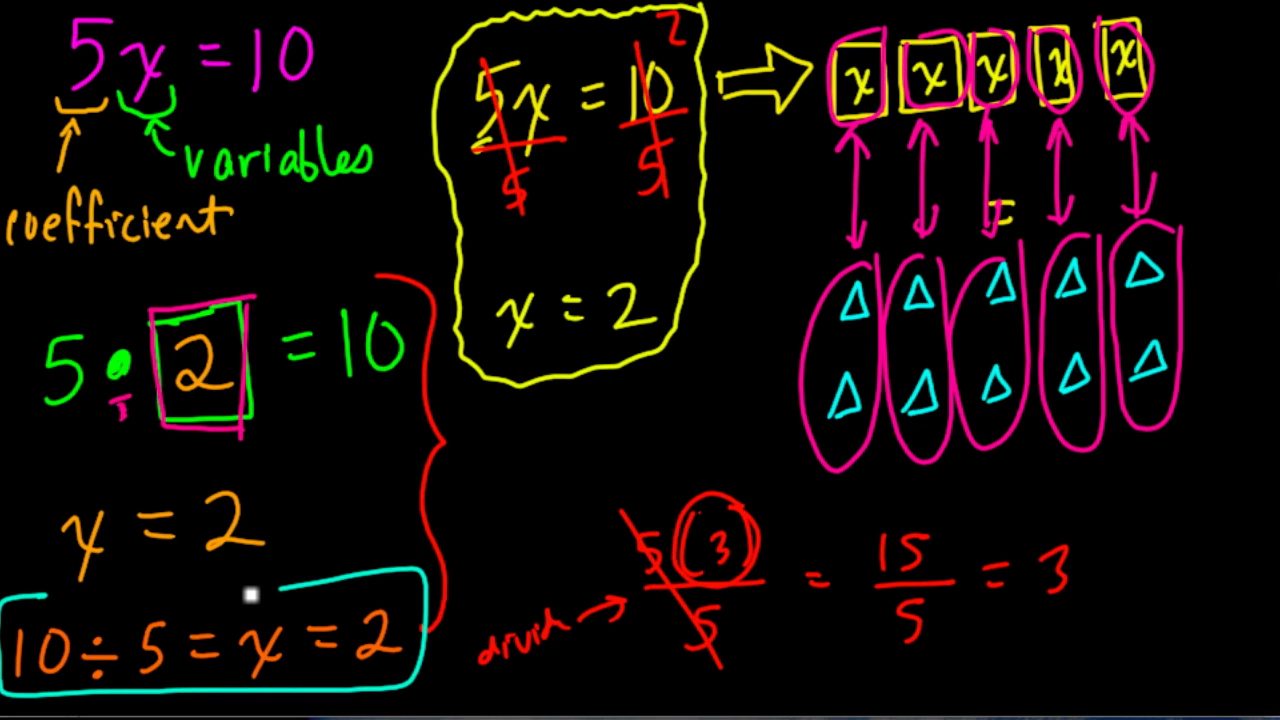 5x = 10
variables
coefficient
5 · 2 = 10
x = 2
10 ÷ 5 = x = 2
2
5x = 10
5 5
x = 2
x x x x x
=
divide
5(3) = 15 = 3
5 5